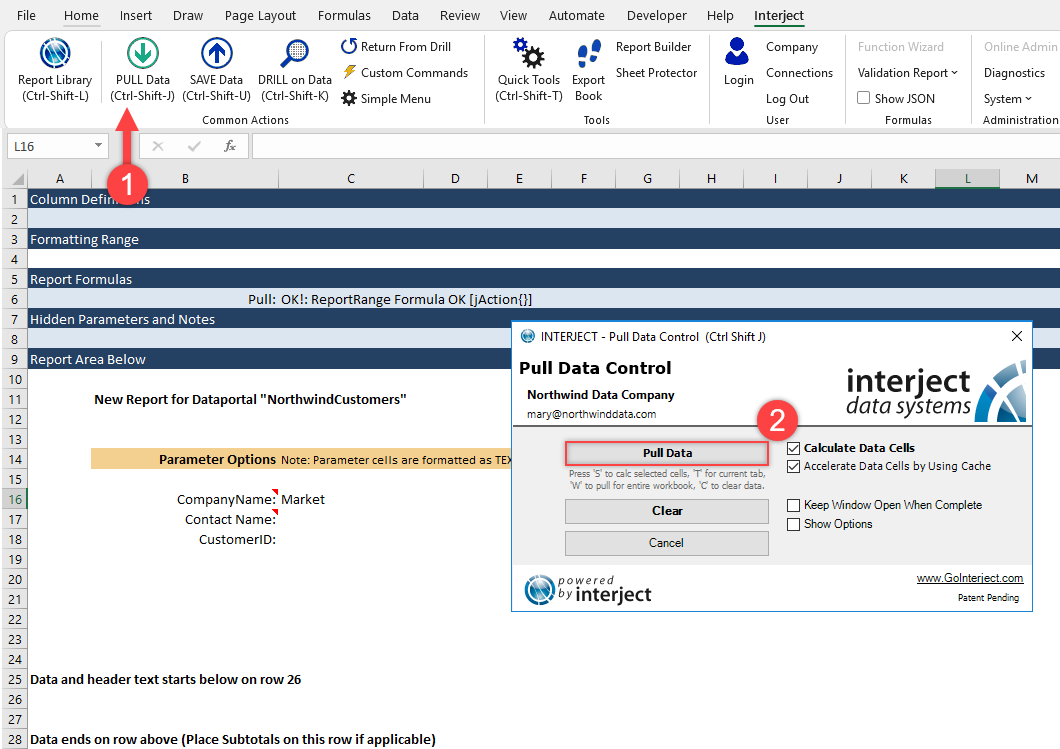 File Home Insert Draw Page Layout Formulas Data Review View Automate Developer Help Interject
Report Library (Ctrl-Shift-L)
PULL Data (Ctrl-Shift-J)
SAVE Data (Ctrl-Shift-U)
DRILL on Data (Ctrl-Shift-K)
Return From Drill
Custom Commands
Simple Menu
Common Actions
Quick Tools (Ctrl-Shift-T)
Export Book
Report Builder
Sheet Protector
Tools
Login
Company
Connections
Log Out
User
Function Wizard
Validation Report
Show JSON
Formulas
Online Admin
Diagnostics
System
Administration
L16 fx
1
A B C D E F G H I J K L M
1 Column Defin s
2
3 Formatting Range
4
5 Report Formulas
6 Pull: OK!: ReportRange Formula OK [jAction{}]
7 Hidden Parameters and Notes
8
9 Report Area Below
10
11 New Report for Dataportal "NorthwindCustomers"
12
13
14 Parameter Options Note: Parameter cells are formatted as TEX
15
16 CompanyName: Market
17 Contact Name:
18 CustomerID:
19
20
21
22
23
24
25 Data and header text starts below on row 26
26
27
28 Data ends on row above (Place Subtotals on this row if applicable)
INTERJECT - Pull Data Control (Ctrl Shift J)
Pull Data Control
Northwind Data Company
mary@northwinddata.com
interject
data systems
2
Pull Data
Press 'S' to calc selected cells, 'T' for current tab,
'W' to pull for entire workbook, 'C' to clear data.
Clear
Cancel
Calculate Data Cells
Accelerate Data Cells by Using Cache
Keep Window Open When Complete
Show Options
powered
by interject
www.GoInterject.com
Patent Pending